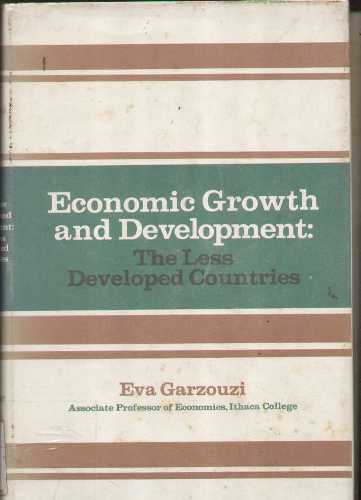 Economic Growth
and Development:
The Less
Developed Countries
Eva Garzouzi
Associate Professor of Economics, Ithaca College